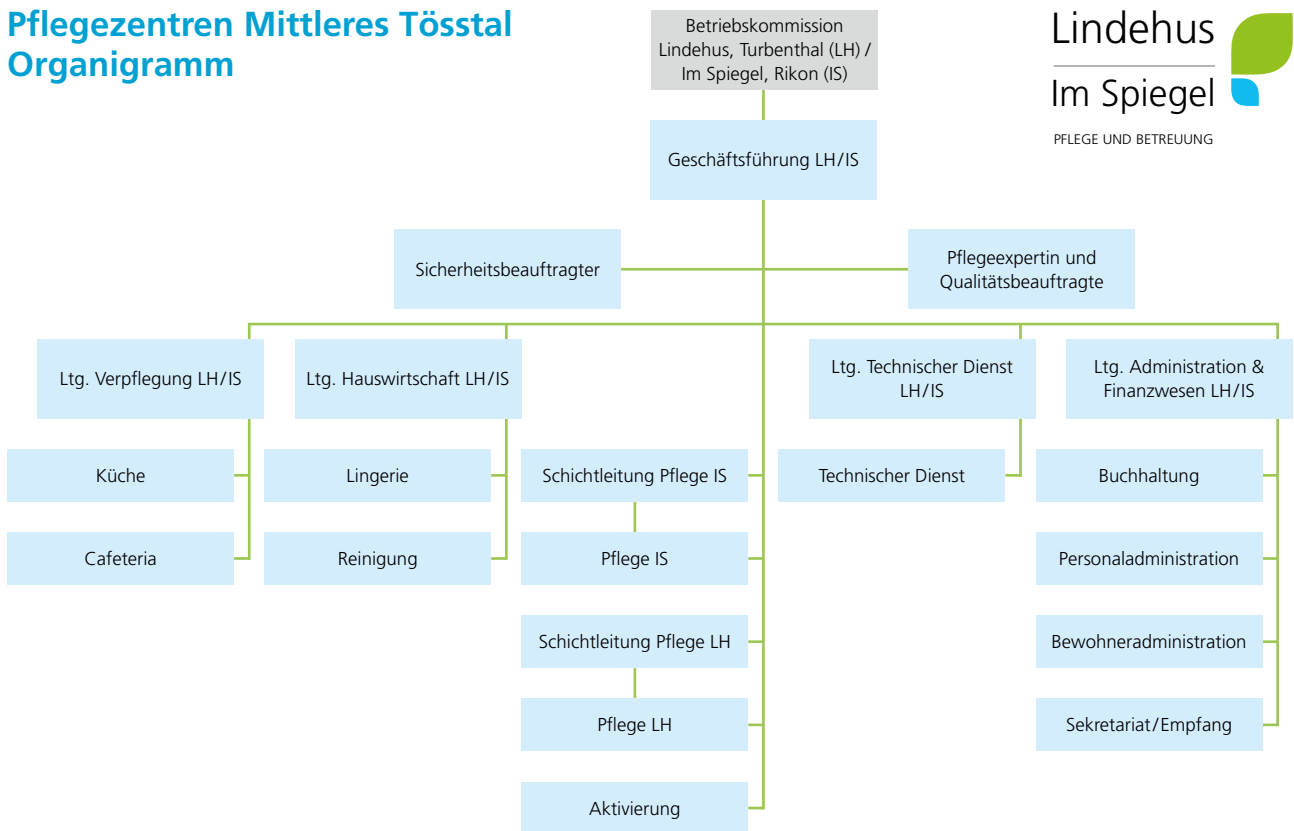 Pflegezentren Mittleres Tösstal
Organigramm
Betriebskommission
Lindehus, Turbenthal (LH) /
Im Spiegel, Rikon (IS)
Lindehus
Im Spiegel
PFLEGE UND BETREUUNG
Geschäftsführung LH/IS
Sicherheitsbeauftragter
Pflegeexpertin und
Qualitätsbeauftragte
Ltg. Verpflegung LH/IS
Ltg. Hauswirtschaft LH/IS
Ltg. Technischer Dienst
LH/IS
Ltg. Administration &
Finanzwesen LH/IS
Küche
Lingerie
Schichtleitung Pflege IS
Technischer Dienst
Buchhaltung
Cafeteria
Reinigung
Pflege IS
Personaladministration
Schichtleitung Pflege LH
Bewohneradministration
Pflege LH
Sekretariat/Empfang
Aktivierung